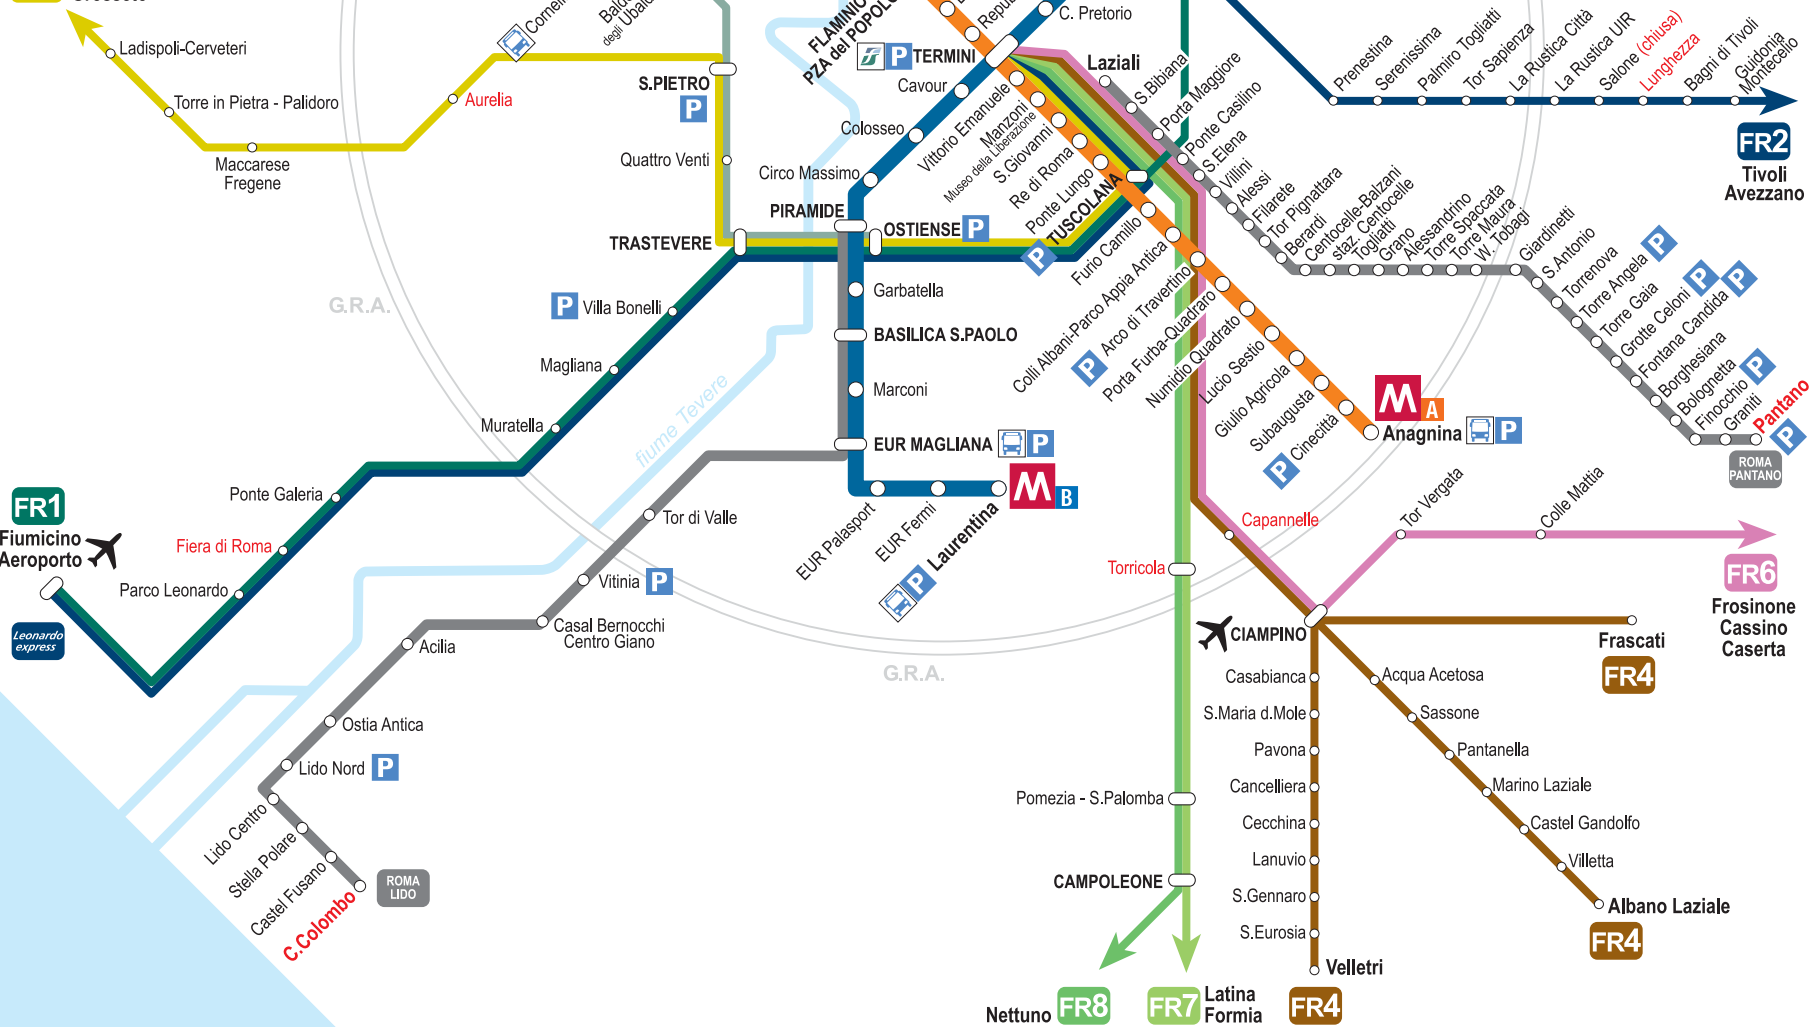 Ladispoli-Cerveteri
Torre in Pietra - Palidoro
Maccarese
Fregene
Aurelia
degli Ubaldi
S.PIETRO
P
Quattro Venti
TRASTEVERE
FLAMINIO
PZA del POPOLO
C. Pretorio
P
TERMINI
Cavour
Colosseo
Circo Massimo
PIRAMIDE
OSTIENSE
P
Garbatella
BASILICA S.PAOLO
Marconi
EUR MAGLIANA
P
EUR Palasport
EUR Fermi
Laurentina
P
M
B
Vittorio Emanuele
Manzoni
Museo della Liberazione
S.Giovanni
Re di Roma
Ponte Lungo
TUSCOLANA
P
Furio Camillo
Colli Albani-Parco Appia Antica
Arco di Travertino
P
Porta Furba-Quadraro
Numidio Quadrato
Lucio Sestio
Giulio Agricola
Subaugusta
Cinecittà
P
Anagnina
P
M
A
Laziali
S.Bibiana
Porta Maggiore
Ponte Casilino
S.Elena
Villini
Alessi
Filarete
Tor Pignattara
Berardi
Centocelle-Balzani
staz. Centocelle
Togliatti
Grano
Alessandrino
Torre Spaccata
Torre Maura
W. Tobagi
Giardinetti
S.Antonio
Torrenova
Torre Angela
P
Torre Gaia
Grotte Celoni
P
Fontana Candida
P
Borghesiana
Bolognetta
Finocchio
P
Graniti
Pantano
P
ROMA
PANTANO
Prenestina
Serenissima
Palmiro Togliatti
Tor Sapienza
La Rustica Città
La Rustica UIR
Salone (chiusa)
Lunghezza
Bagni di Tivoli
Guidonia
Montecelio
FR2
Tivoli
Avezzano
G.R.A.
P
Villa Bonelli
Magliana
Muratella
Ponte Galeria
Fiera di Roma
Parco Leonardo
FR1
Fiumicino
Aeroporto
Leonardo
express
fiume Tevere
Tor di Valle
Vitinia
P
Casal Bernocchi
Centro Giano
Acilia
Ostia Antica
Lido Nord
P
Lido Centro
Stella Polare
Castel Fusano
C.Colombo
ROMA
LIDO
G.R.A.
Capannelle
Torricola
Tor Vergata
Colle Mattia
FR6
Frosinone
Cassino
Caserta
CIAMPINO
Frascati
FR4
Casabianca
S.Maria d.Mole
Pavona
Cancelliera
Cecchina
Lanuvio
S.Gennaro
S.Eurosia
Velletri
FR4
Acqua Acetosa
Sassone
Pantanella
Marino Laziale
Castel Gandolfo
Villetta
Albano Laziale
FR4
Pomezia - S.Palomba
CAMPOLEONE
Nettuno
FR8
FR7
Latina
Formia